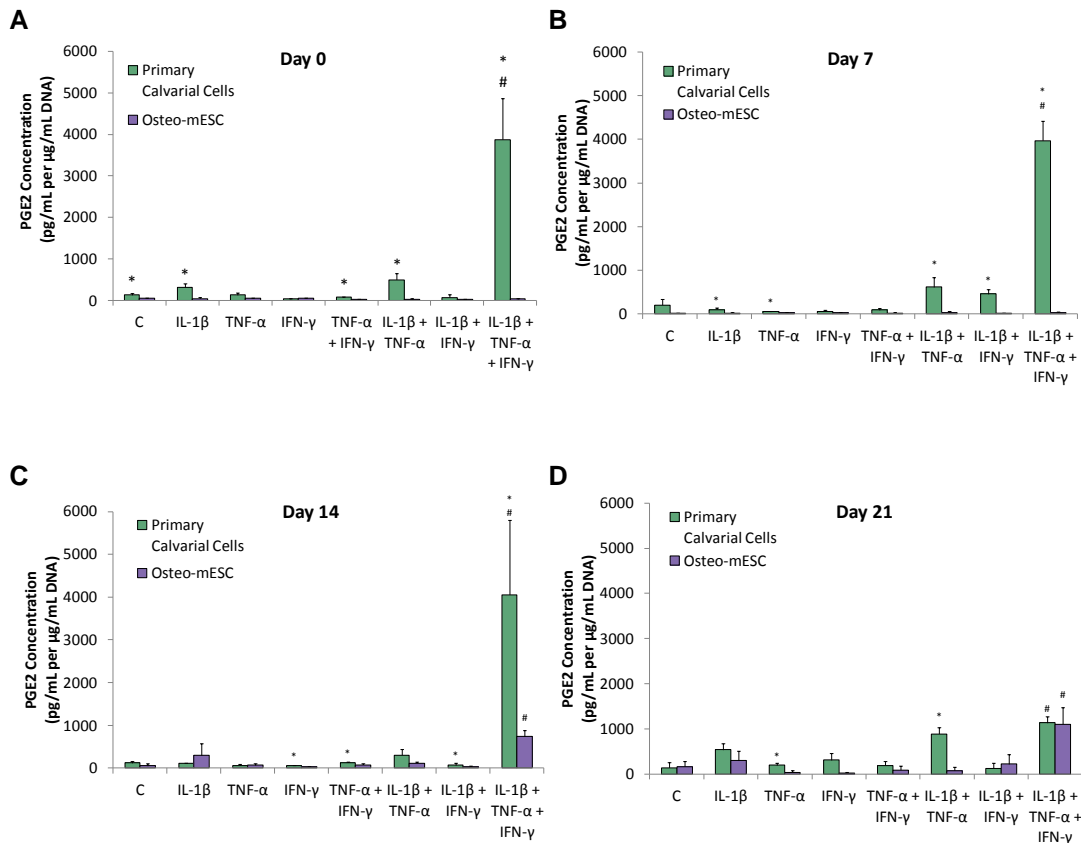 A
Day 0
6000
5000
4000
3000
2000
1000
0
PGE2 Concentration
(pg/mL per µg/mL DNA)
Primary
Calvarial Cells
Osteo-mESC
* * * * *
#
C IL-1β TNF-α IFN-γ TNF-α IL-1β + IL-1β + IL-1β +
+ IFN-γ TNF-α IFN-γ TNF-α
+ IFN-γ
B
Day 7
6000
5000
4000
3000
2000
1000
0
PGE2 Concentration
(pg/mL per µg/mL DNA)
Primary
Calvarial Cells
Osteo-mESC
* * * * *
#
C IL-1β TNF-α IFN-γ TNF-α + IL-1β + IL-1β + IL-1β +
IFN-γ TNF-α IFN-γ TNF-α +
IFN-γ
C
Day 14
6000
5000
4000
3000
2000
1000
0
PGE2 Concentration
(pg/mL per µg/mL DNA)
Primary
Calvarial Cells
Osteo-mESC
* * * *
# #
C IL-1β TNF-α IFN-γ TNF-α + IL-1β + IL-1β + IL-1β +
IFN-γ TNF-α IFN-γ TNF-α +
IFN-γ
D
Day 21
6000
5000
4000
3000
2000
1000
0
PGE2 Concentration
(pg/mL per µg/mL DNA)
Primary
Calvarial Cells
Osteo-mESC
* *
# #
C IL-1β TNF-α IFN-γ TNF-α + IL-1β + IL-1β + IL-1β +
IFN-γ TNF-α IFN-γ TNF-α +
IFN-γ